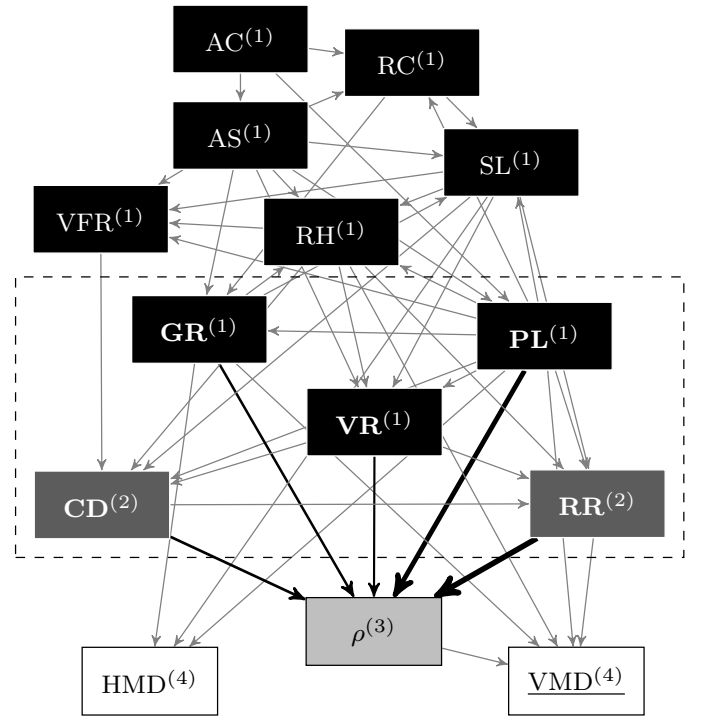 AC⁽¹⁾
RC⁽¹⁾
AS⁽¹⁾
SL⁽¹⁾
VFR⁽¹⁾
RH⁽¹⁾
GR⁽¹⁾
PL⁽¹⁾
VR⁽¹⁾
CD⁽²⁾
RR⁽²⁾
ρ⁽³⁾
HMD⁽⁴⁾
VMD⁽⁴⁾